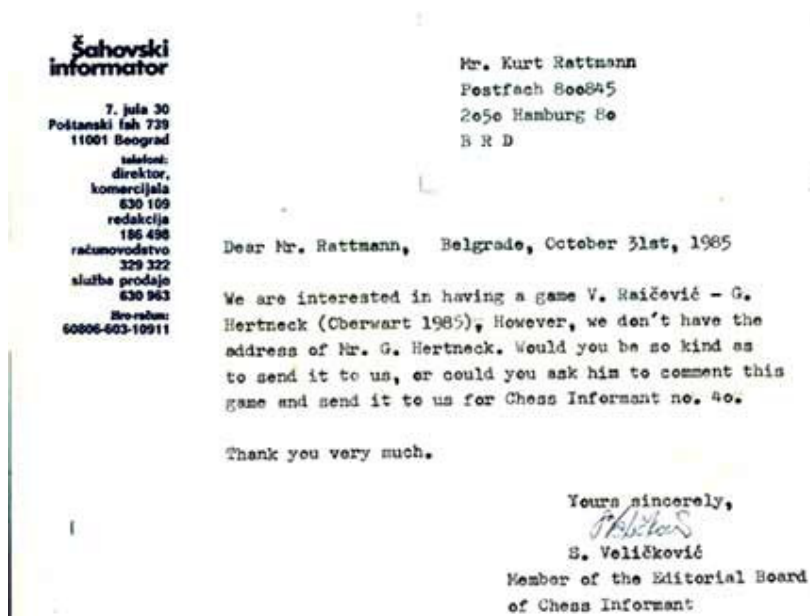 Šahovski
informator
7. jula 30
Poštanski fah 739
11001 Beograd
telefoni:
direktor,
komercijala
630 109
redakcija
186 498
računovodstvo
329 322
služba prodaje
630 963
žiro-račun:
60806-603-10911
Mr. Kurt Rattmann
Postfach 8oo845
2o5o Hamburg 8o
B R D
Dear Mr. Rattmann, Belgrade, October 31st, 1985
We are interested in having a game V. Raičević - G.
Hertneck (Oberwart 1985), However, we don't have the
address of Mr. G. Hertneck. Would you be so kind as
to send it to us, or could you ask him to comment this
game and send it to us for Chess Informant no. 4o.
Thank you very much.
Yours sincerely,
S. Veličković
Member of the Editorial Board
of Chess Informant